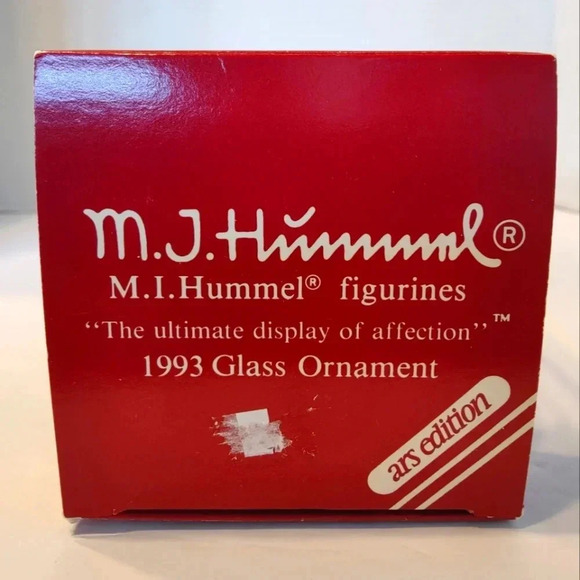 M.J.Hummel®
M.I.Hummel® figurines
"The ultimate display of affection"™
1993 Glass Ornament
ars edition